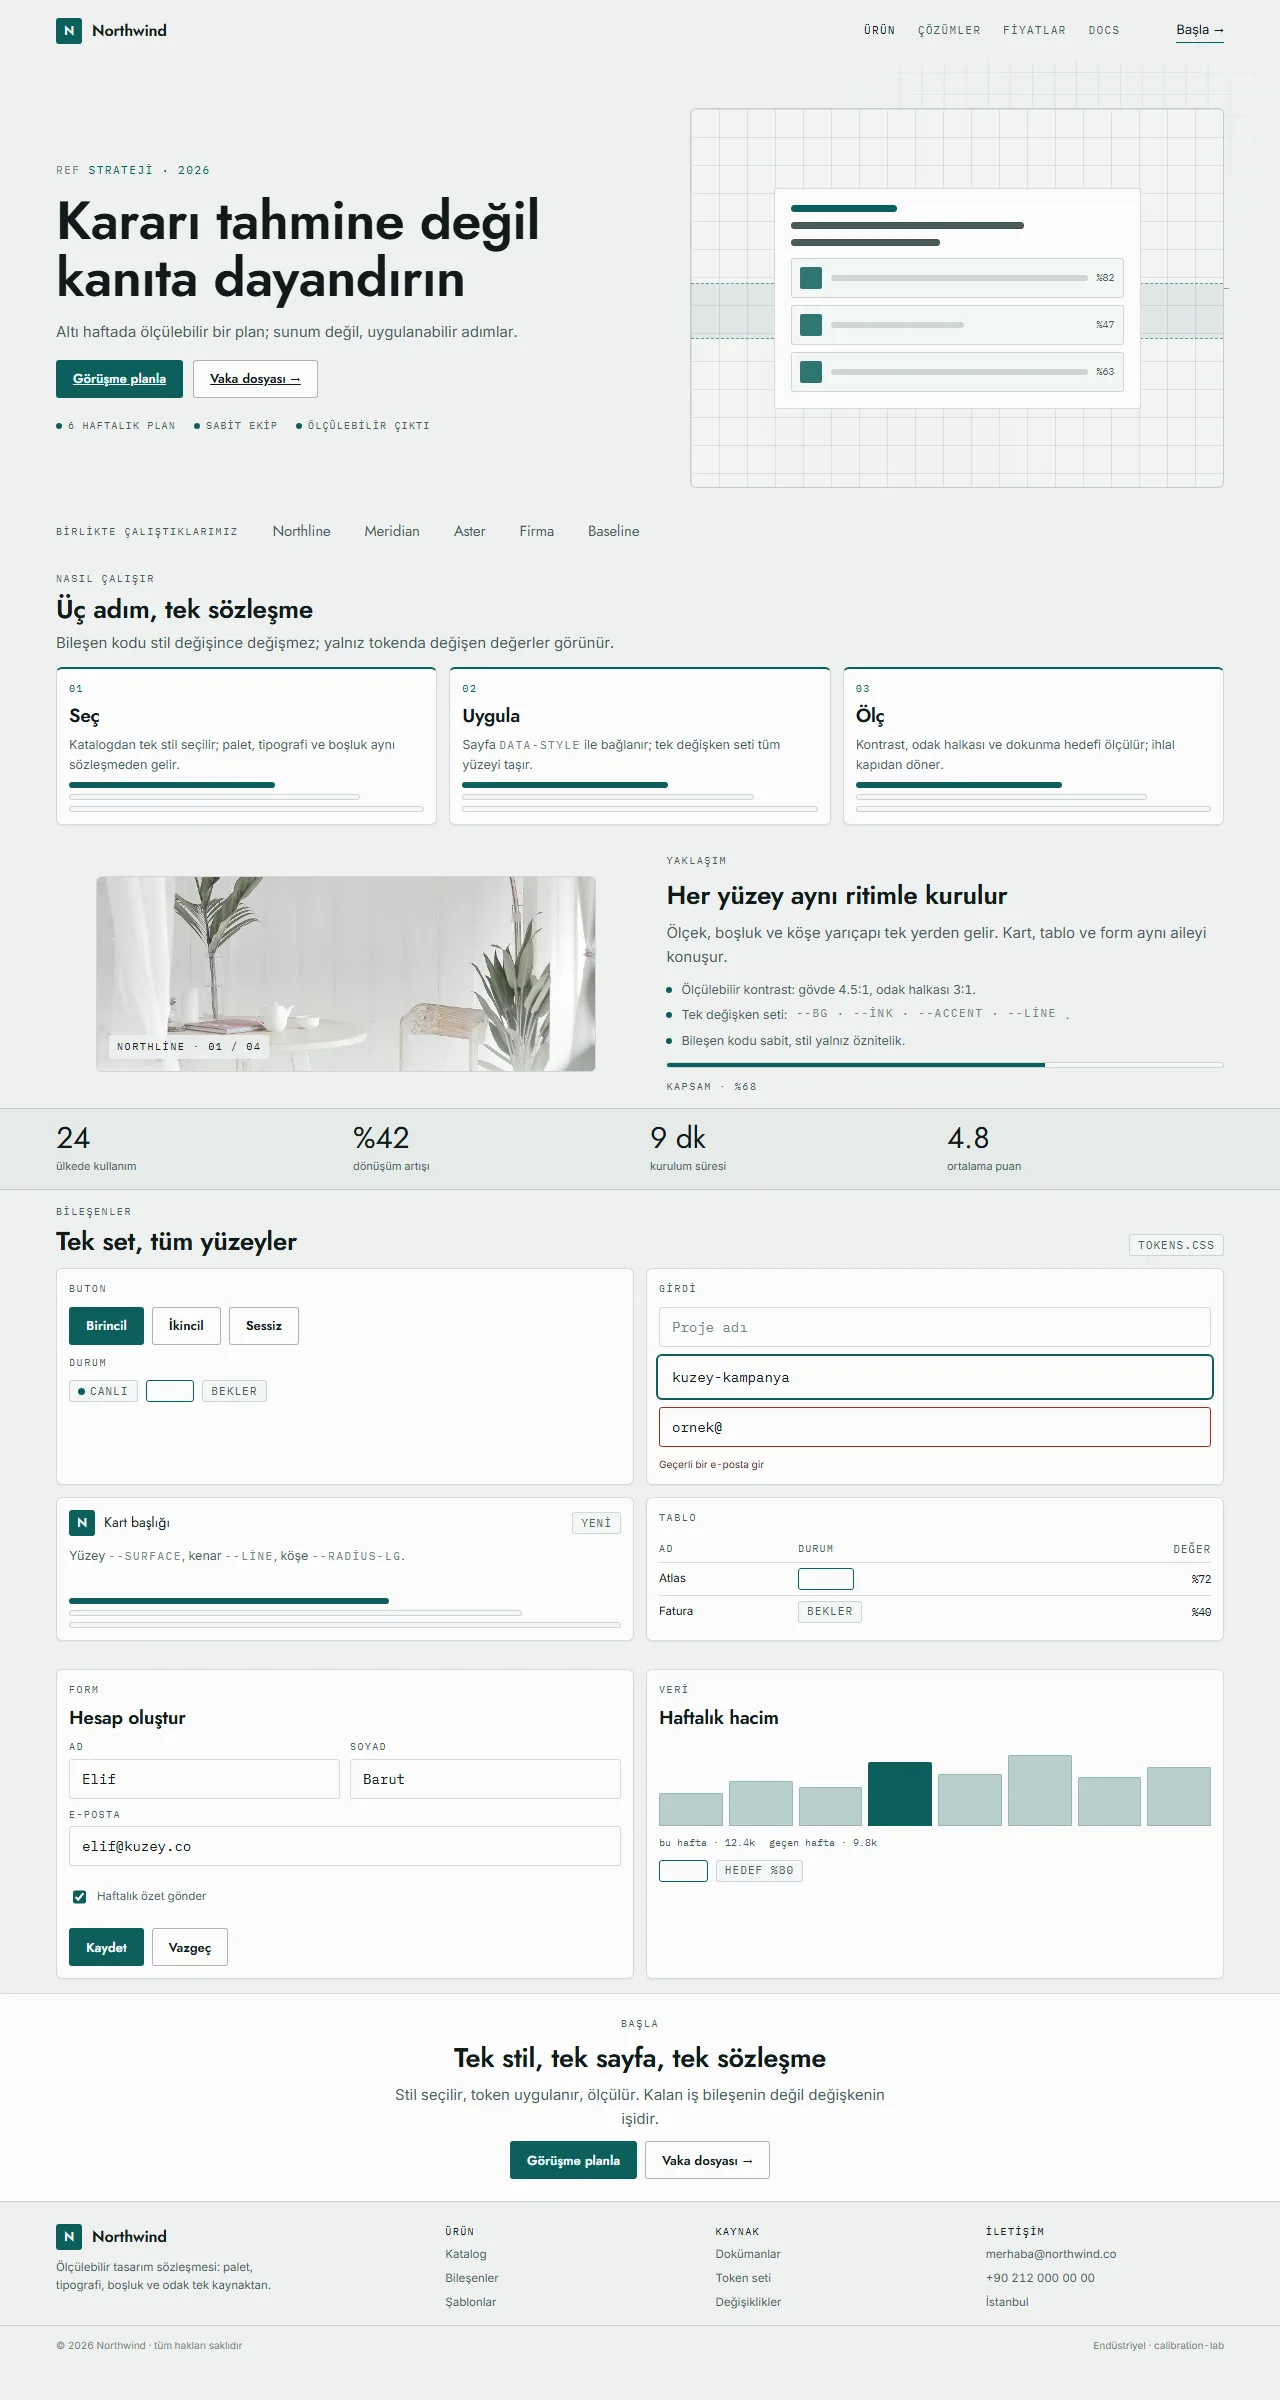 N Northwind
ÜRÜN ÇÖZÜMLER FİYATLAR DOCS Başla →
REF STRATEJİ · 2026
Kararı tahmine değil
kanıta dayandırın
Altı haftada ölçülebilir bir plan; sunum değil, uygulanabilir adımlar.
Görüşme planla Vaka dosyası →
6 HAFTALIK PLAN SABİT EKİP ÖLÇÜLEBİLİR ÇIKTI
%82
%47
%63
BİRLİKTE ÇALIŞTIKLARIMIZ Northline Meridian Aster Firma Baseline
NASIL ÇALIŞIR
Üç adım, tek sözleşme
Bileşen kodu stil değişince değişmez; yalnız tokenda değişen değerler görünür.
01
Seç
Katalogdan tek stil seçilir; palet, tipografi ve boşluk aynı
sözleşmeden gelir.
02
Uygula
Sayfa DATA-STYLE ile bağlanır; tek değişken seti tüm
yüzeyi taşır.
03
Ölç
Kontrast, odak halkası ve dokunma hedefi ölçülür; ihlal
kapıdan döner.
NORTHLİNE · 01 / 04
YAKLAŞIM
Her yüzey aynı ritimle kurulur
Ölçek, boşluk ve köşe yarıçapı tek yerden gelir. Kart, tablo ve form aynı aileyi
konuşur.
Ölçülebilir kontrast: gövde 4.5:1, odak halkası 3:1.
Tek değişken seti: --BG · --İNK · --ACCENT · --LİNE .
Bileşen kodu sabit, stil yalnız öznitelik.
KAPSAM · %68
24
ülkede kullanım
%42
dönüşüm artışı
9 dk
kurulum süresi
4.8
ortalama puan
BİLEŞENLER
Tek set, tüm yüzeyler
TOKENS.CSS
BUTON
Birincil İkincil Sessiz
DURUM
CANLI BEKLER
GİRDİ
Proje adı
kuzey-kampanya
ornek@
Geçerli bir e-posta gir
N Kart başlığı YENİ
Yüzey --SURFACE, kenar --LİNE, köşe --RADİUS-LG.
TABLO
AD DURUM DEĞER
Atlas %72
Fatura BEKLER %40
FORM
Hesap oluştur
AD SOYAD
Elif Barut
E-POSTA
elif@kuzey.co
Haftalık özet gönder
Kaydet Vazgeç
VERİ
Haftalık hacim
bu hafta · 12.4k geçen hafta · 9.8k
HEDEF %80
BAŞLA
Tek stil, tek sayfa, tek sözleşme
Stil seçilir, token uygulanır, ölçülür. Kalan iş bileşenin değil değişkenin
işidir.
Görüşme planla Vaka dosyası →
N Northwind
Ölçülebilir tasarım sözleşmesi: palet,
tipografi, boşluk ve odak tek kaynaktan.
ÜRÜN
Katalog
Bileşenler
Şablonlar
KAYNAK
Dokümanlar
Token seti
Değişiklikler
İLETİŞİM
merhaba@northwind.co
+90 212 000 00 00
İstanbul
© 2026 Northwind · tüm hakları saklıdır
Endüstriyel · calibration-lab